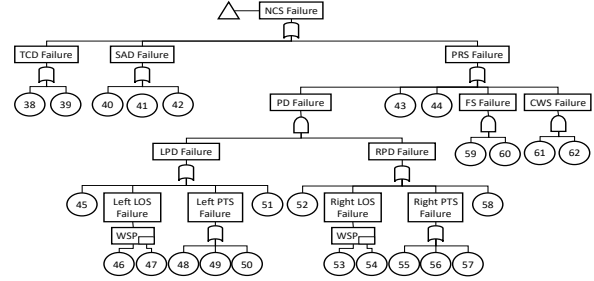 NCS Failure
TCD Failure
SAD Failure
PRS Failure
38
39
40
41
42
PD Failure
43
44
FS Failure
CWS Failure
59
60
61
62
LPD Failure
RPD Failure
45
Left LOS
Failure
Left PTS
Failure
51
52
Right LOS
Failure
Right PTS
Failure
58
WSP
WSP
46
47
48
49
50
53
54
55
56
57